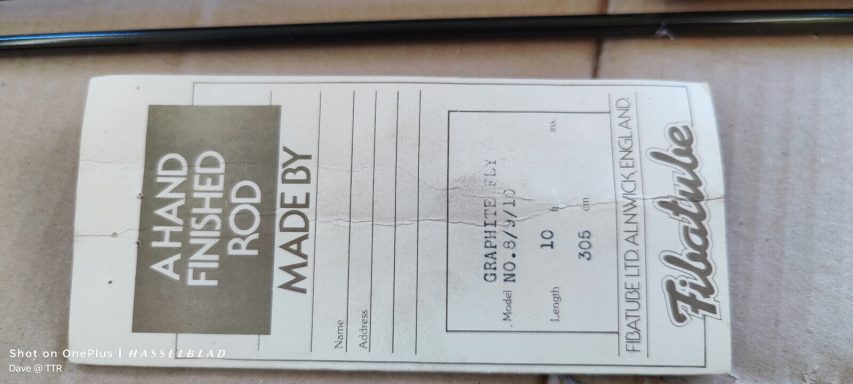 A HAND
FINISHED
ROD
MADE BY
Name
Address
GRAPHITE FLY
Model NO.8/9/10
Length 10 ft ins.
305 cm.
FIBATUBE LTD. ALNWICK ENGLAND.
Fibatube
Shot on OnePlus | HASSELBLAD
Dave @ TTR